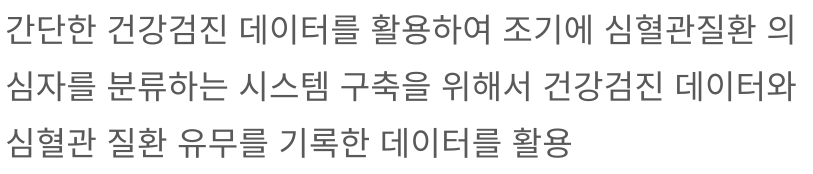 간단한 건강검진 데이터를 활용하여 조기에 심혈관질환 의
심자를 분류하는 시스템 구축을 위해서 건강검진 데이터와
심혈관 질환 유무를 기록한 데이터를 활용